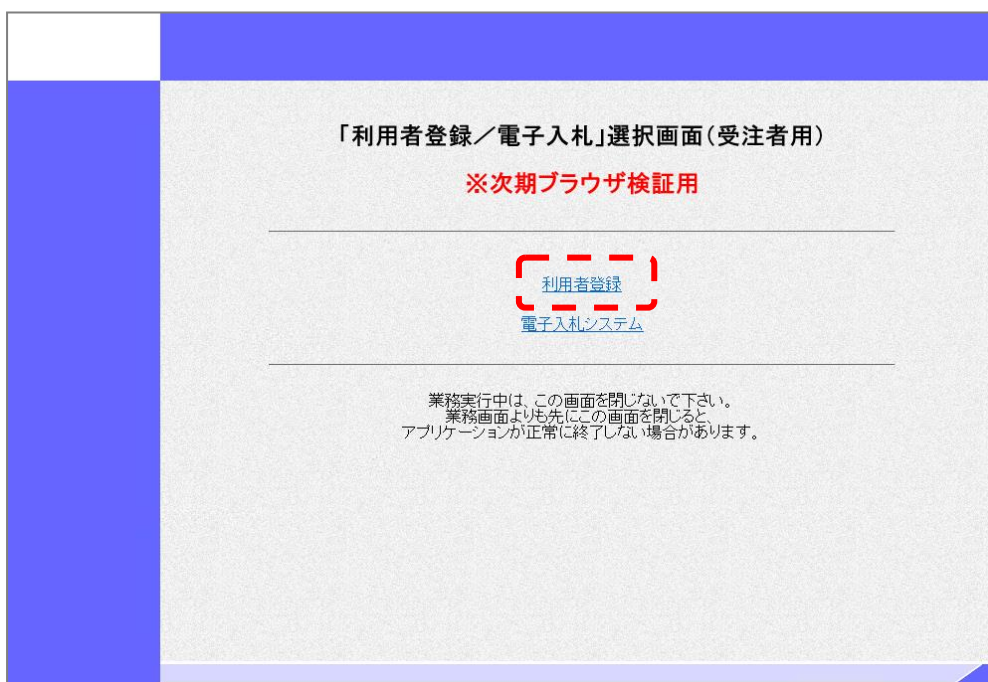 「利用者登録／電子入札」選択画面(受注者用)
※次期ブラウザ検証用
利用者登録
電子入札システム
業務実行中は、この画面を閉じないで下さい。
業務画面よりも先にこの画面を閉じると、
アプリケーションが正常に終了しない場合があります。